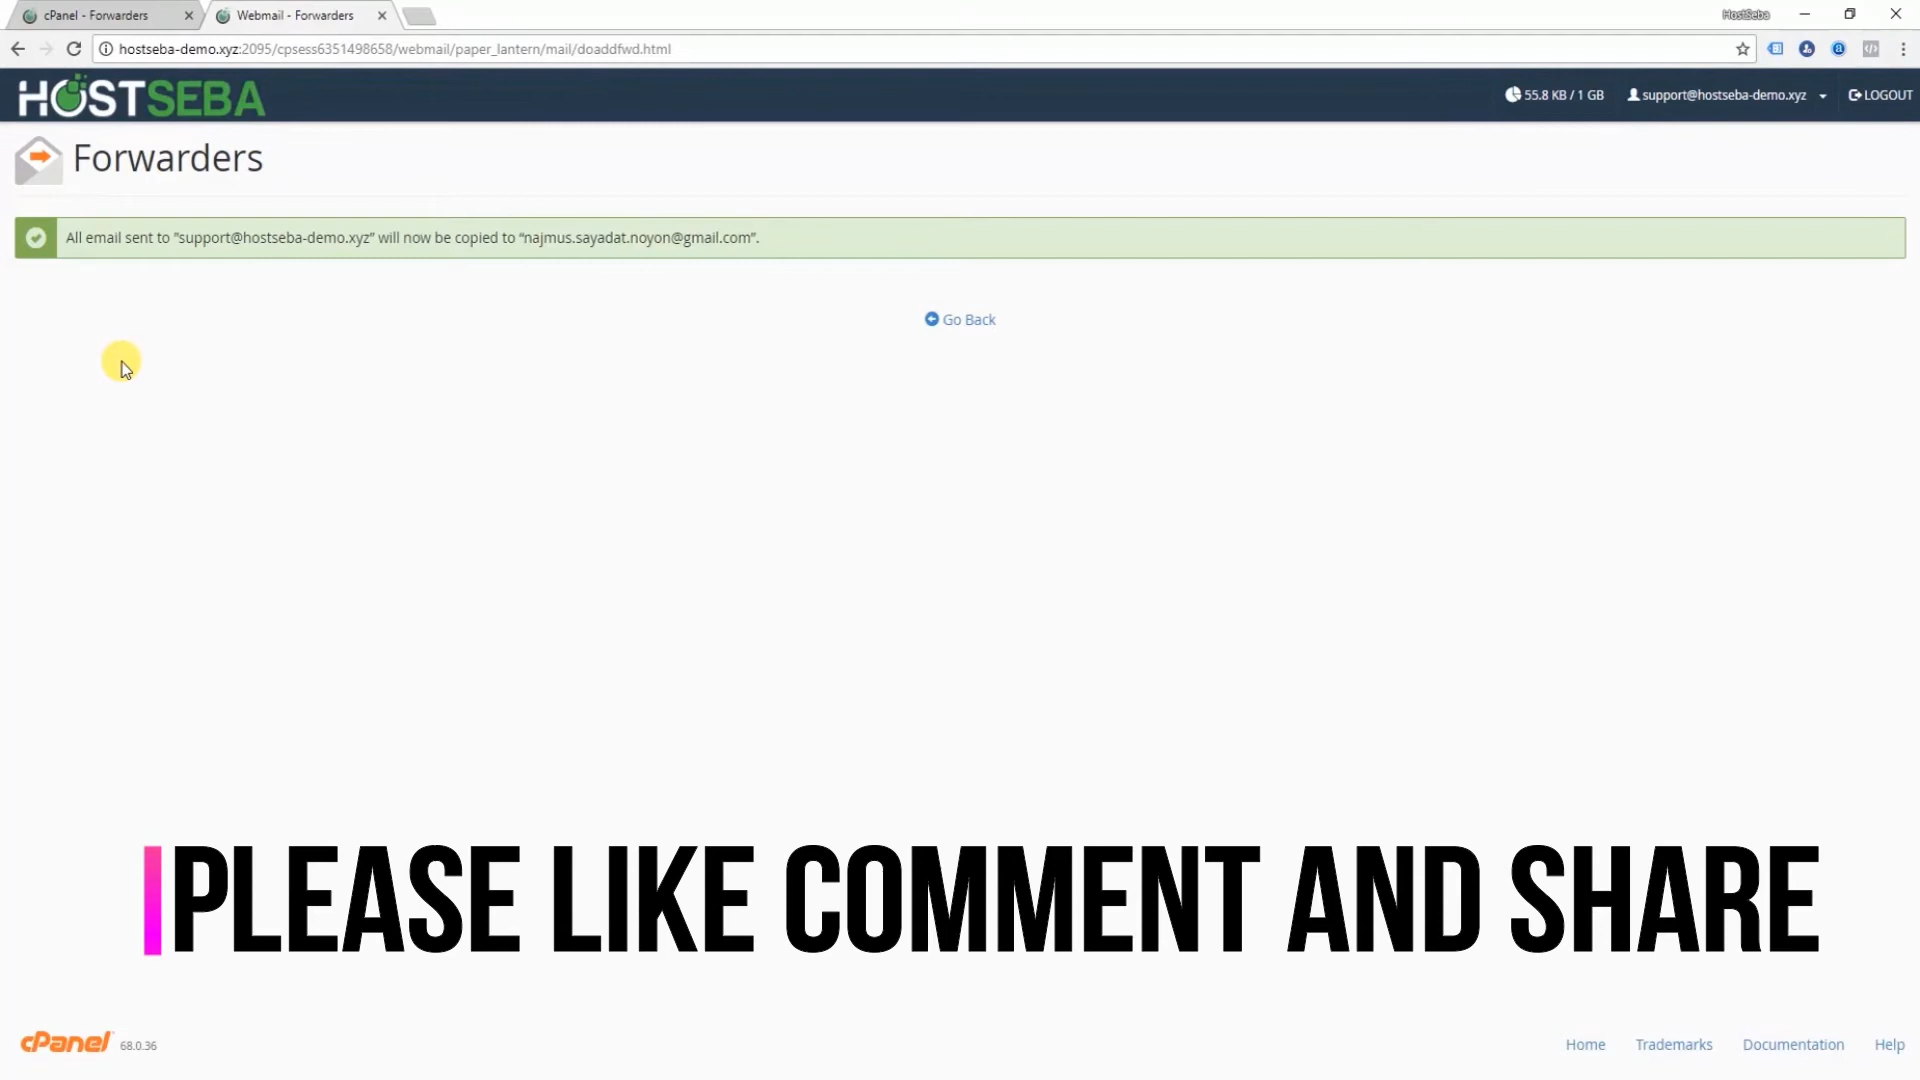 cPanel - Forwarders
Webmail - Forwarders
HostSeba
hostseba-demo.xyz:2095/cpsess6351498658/webmail/paper_lantern/mail/doaddfwd.html
HOSTSEBA
55.8 KB / 1 GB
support@hostseba-demo.xyz
LOGOUT
Forwarders
All email sent to “support@hostseba-demo.xyz” will now be copied to “najmus.sayadat.noyon@gmail.com”.
Go Back
PLEASE LIKE COMMENT AND SHARE
cPanel 68.0.36
Home Trademarks Documentation Help